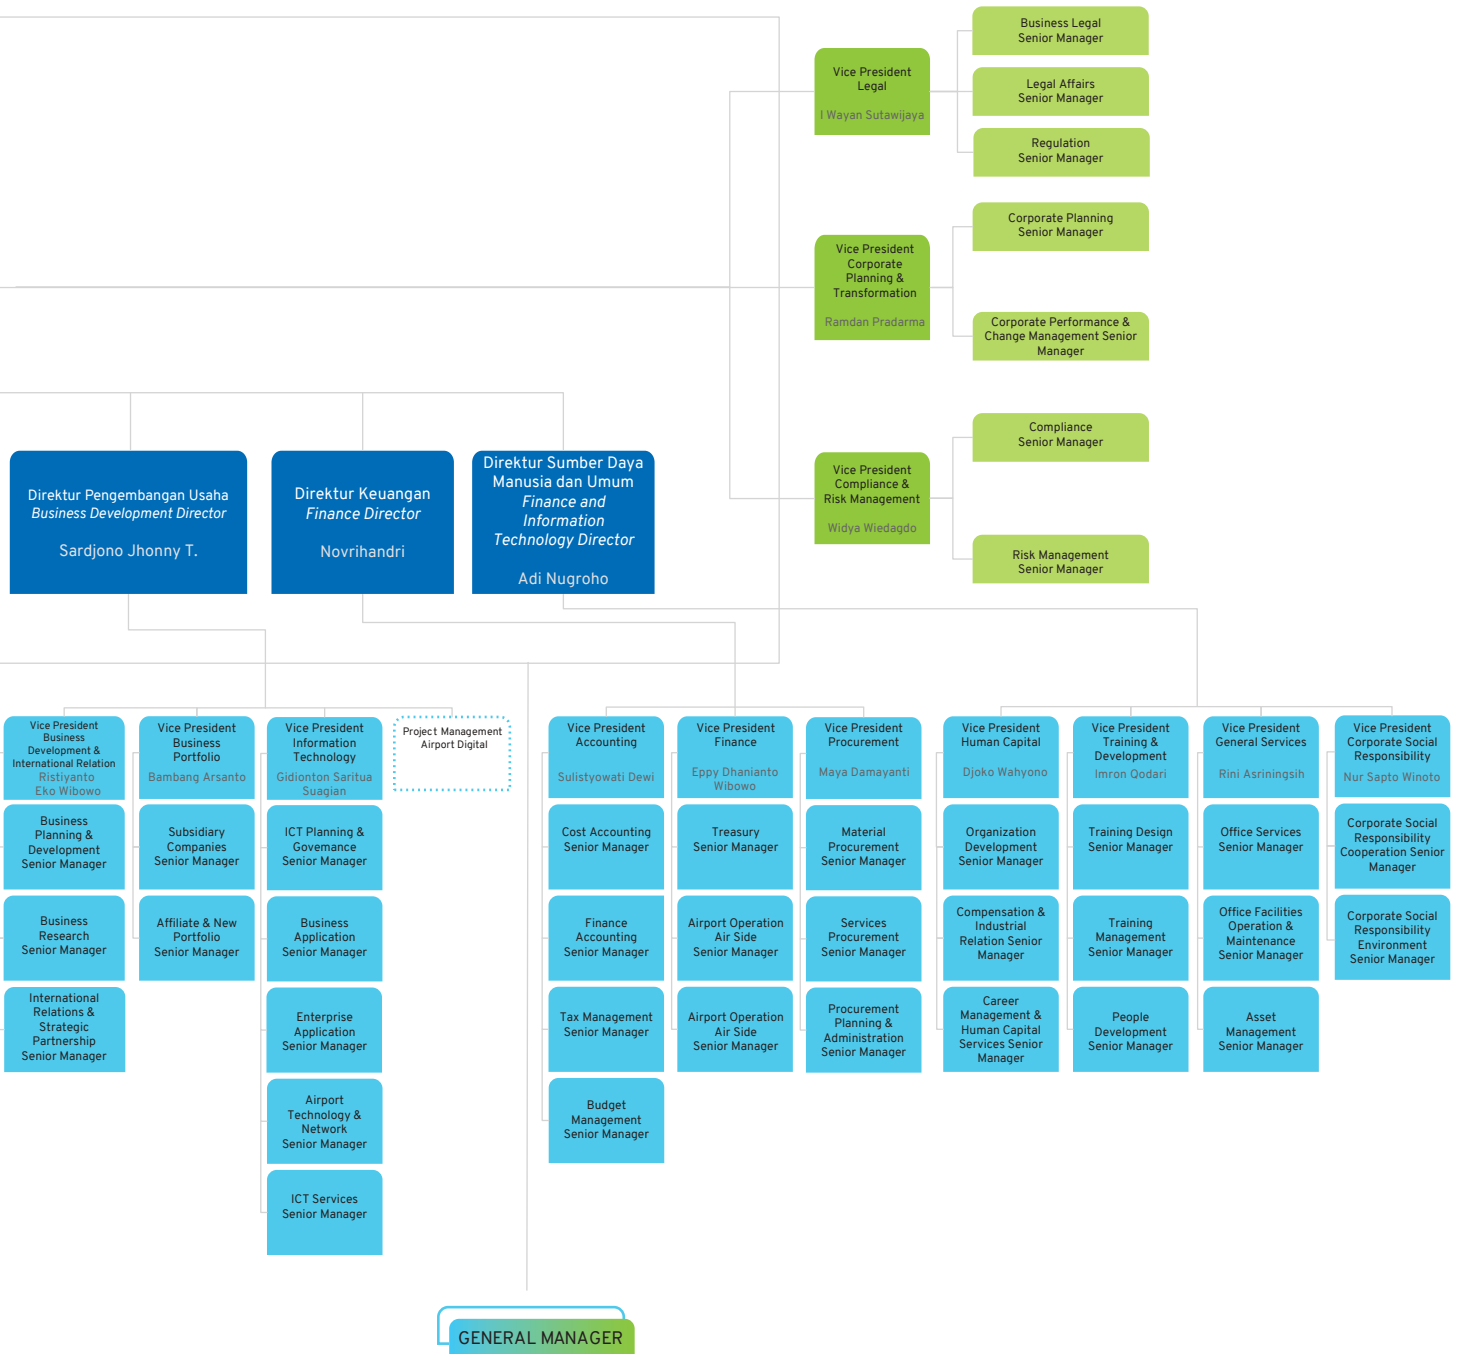 Business Legal
Senior Manager
Vice President
Legal
I Wayan Sutawijaya
Legal Affairs
Senior Manager
Regulation
Senior Manager
Corporate Planning
Senior Manager
Vice President
Corporate
Planning &
Transformation
Ramdan Pradarma
Corporate Performance &
Change Management Senior
Manager
Compliance
Senior Manager
Vice President
Compliance &
Risk Management
Widya Wiedagdo
Risk Management
Senior Manager
Direktur Pengembangan Usaha
Business Development Director
Sardjono Jhonny T.
Direktur Keuangan
Finance Director
Novrihandri
Direktur Sumber Daya
Manusia dan Umum
Finance and
Information
Technology Director
Adi Nugroho
Vice President
Business
Development &
International Relation
Ristiyanto
Eko Wibowo
Business
Planning &
Development
Senior Manager
Business
Research
Senior Manager
International
Relations &
Strategic
Partnership
Senior Manager
Vice President
Business
Portfolio
Bambang Arsanto
Subsidiary
Companies
Senior Manager
Affiliate & New
Portfolio
Senior Manager
Vice President
Information
Technology
Gidionton Saritua
Suagian
ICT Planning &
Governance
Senior Manager
Business
Application
Senior Manager
Enterprise
Application
Senior Manager
Airport
Technology &
Network
Senior Manager
ICT Services
Senior Manager
Project Management
Airport Digital
Vice President
Accounting
Sulistyowati Dewi
Cost Accounting
Senior Manager
Finance
Accounting
Senior Manager
Tax Management
Senior Manager
Budget
Management
Senior Manager
Vice President
Finance
Eppy Dhanianto
Wibowo
Treasury
Senior Manager
Airport Operation
Air Side
Senior Manager
Airport Operation
Air Side
Senior Manager
Vice President
Procurement
Maya Damayanti
Material
Procurement
Senior Manager
Services
Procurement
Senior Manager
Procurement
Planning &
Administration
Senior Manager
Vice President
Human Capital
Djoko Wahyono
Organization
Development
Senior Manager
Compensation &
Industrial
Relation Senior
Manager
Career
Management &
Human Capital
Services Senior
Manager
Vice President
Training &
Development
Imron Qodari
Training Design
Senior Manager
Training
Management
Senior Manager
People
Development
Senior Manager
Vice President
General Services
Rini Asriningsih
Office Services
Senior Manager
Office Facilities
Operation &
Maintenance
Senior Manager
Asset
Management
Senior Manager
Vice President
Corporate Social
Responsibility
Nur Sapto Winoto
Corporate Social
Responsibility
Cooperation Senior
Manager
Corporate Social
Responsibility
Environment
Senior Manager
GENERAL MANAGER